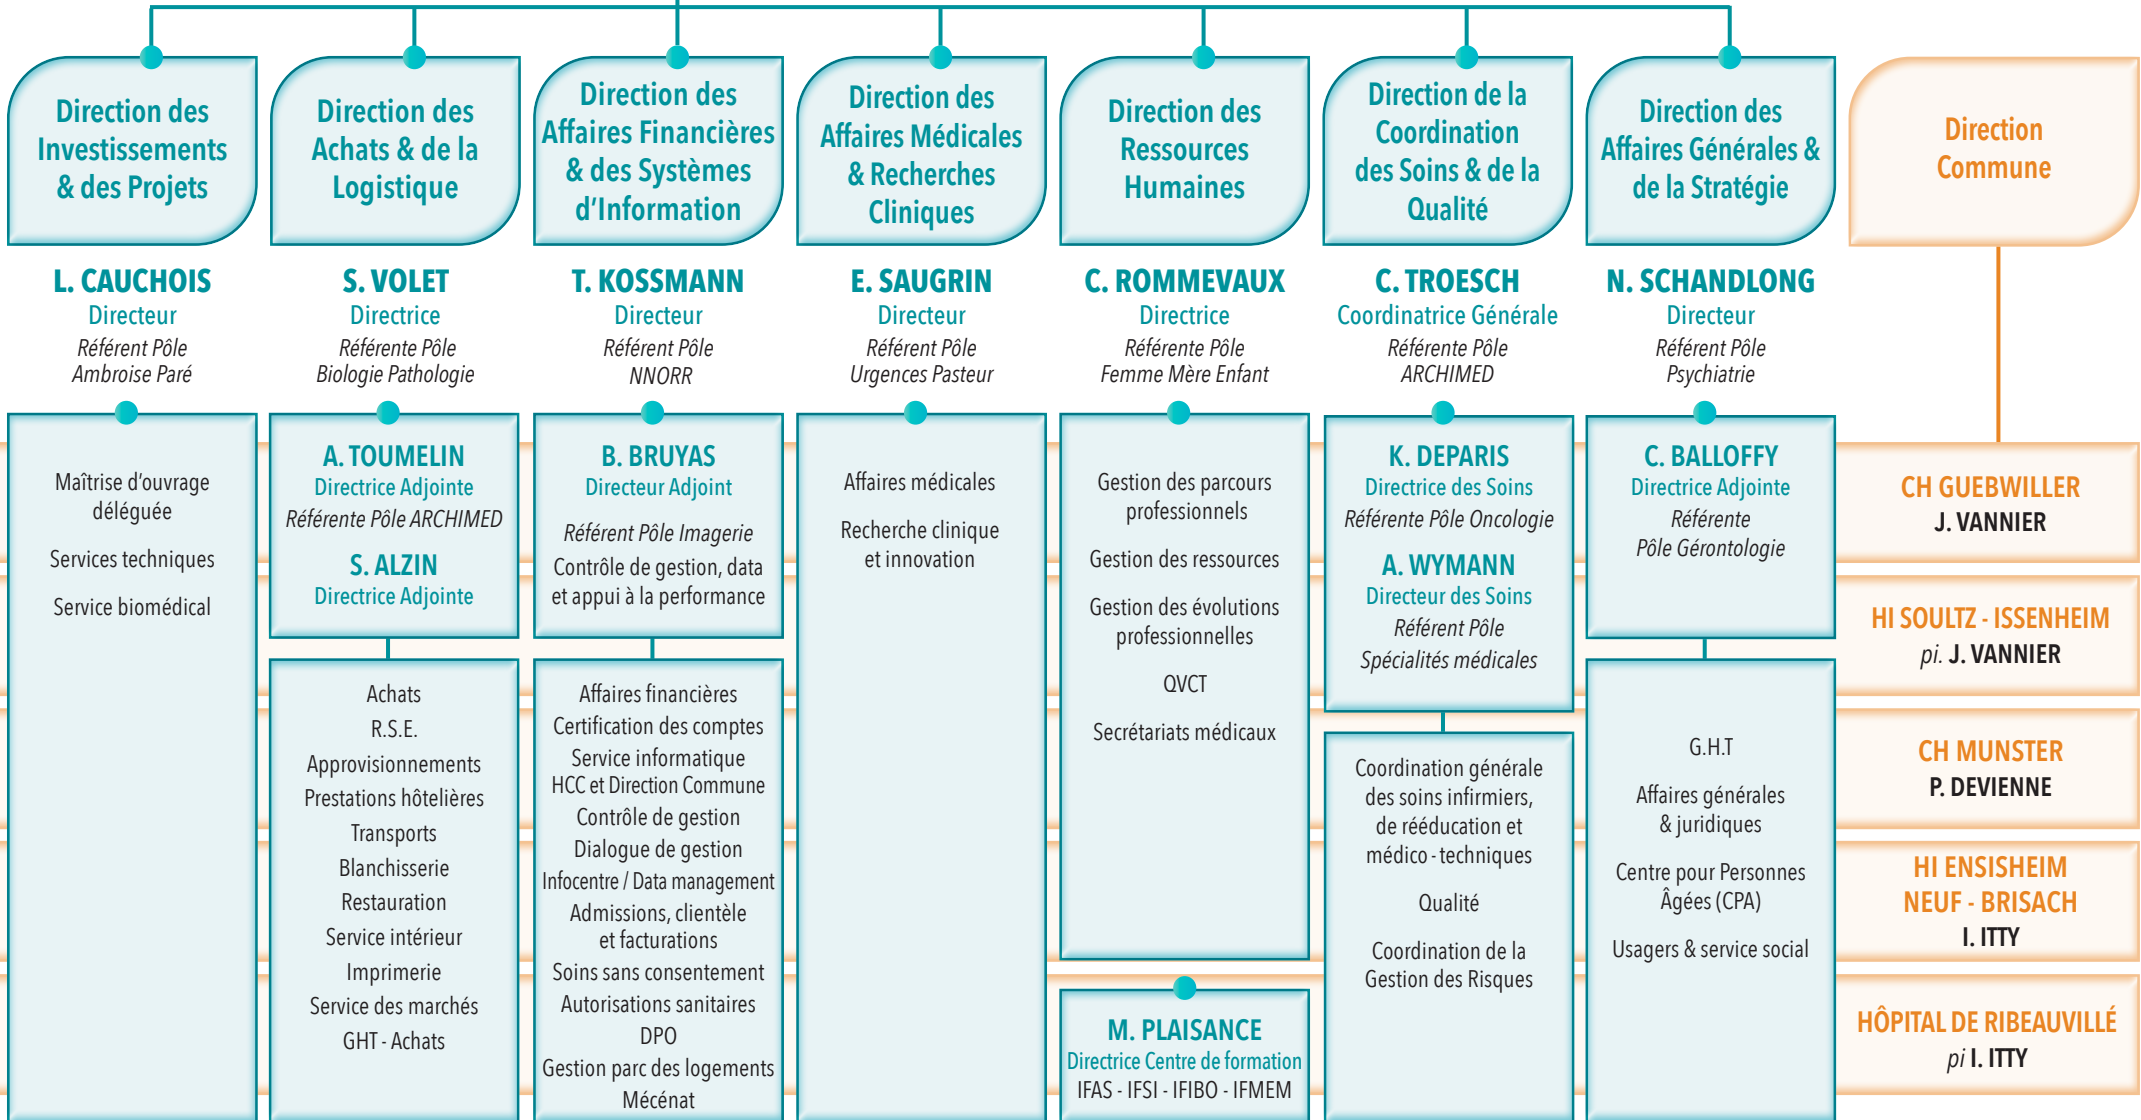 Direction des
Investissements
& des Projets
L. CAUCHOIS
Directeur
Référent Pôle
Ambroise Paré
Maîtrise d'ouvrage
déléguée
Services techniques
Service biomédical
Direction des
Achats & de la
Logistique
S. VOLET
Directrice
Référente Pôle
Biologie Pathologie
A. TOUMELIN
Directrice Adjointe
Référente Pôle ARCHIMED
S. ALZIN
Directrice Adjointe
Achats
R.S.E.
Approvisionnements
Prestations hôtelières
Transports
Blanchisserie
Restauration
Service intérieur
Imprimerie
Service des marchés
GHT - Achats
Direction des
Affaires Financières
& des Systèmes
d'Information
T. KOSSMANN
Directeur
Référent Pôle
NNORR
B. BRUYAS
Directeur Adjoint
Référent Pôle Imagerie
Contrôle de gestion, data
et appui à la performance
Affaires financières
Certification des comptes
Service informatique
HCC et Direction Commune
Contrôle de gestion
Dialogue de gestion
Infocentre / Data management
Admissions, clientèle
et facturations
Soins sans consentement
Autorisations sanitaires
DPO
Gestion parc des logements
Mécénat
Direction des
Affaires Médicales
& Recherches
Cliniques
E. SAUGRIN
Directeur
Référent Pôle
Urgences Pasteur
Affaires médicales
Recherche clinique
et innovation
Direction des
Ressources
Humaines
C. ROMMEVAUX
Directrice
Référente Pôle
Femme Mère Enfant
Gestion des parcours
professionnels
Gestion des ressources
Gestion des évolutions
professionnelles
QVCT
Secrétariats médicaux
M. PLAISANCE
Directrice Centre de formation
IFAS - IFSI - IFIBO - IFMEM
Direction de la
Coordination
des Soins & de la
Qualité
C. TROESCH
Coordinatrice Générale
Référente Pôle
ARCHIMED
K. DEPARIS
Directrice des Soins
Référente Pôle Oncologie
A. WYMANN
Directeur des Soins
Référent Pôle
Spécialités médicales
Coordination générale
des soins infirmiers,
de rééducation et
médico - techniques
Qualité
Coordination de la
Gestion des Risques
Direction des
Affaires Générales &
de la Stratégie
N. SCHANDLONG
Directeur
Référent Pôle
Psychiatrie
C. BALLOFFY
Directrice Adjointe
Référente
Pôle Gérontologie
G.H.T
Affaires générales
& juridiques
Centre pour Personnes
Âgées (CPA)
Usagers & service social
Direction
Commune
CH GUEBWILLER
J. VANNIER
HI SOULTZ - ISSENHEIM
pi. J. VANNIER
CH MUNSTER
P. DEVIENNE
HI ENSISHEIM
NEUF - BRISACH
I. ITTY
HÔPITAL DE RIBEAUVILLÉ
pi I. ITTY